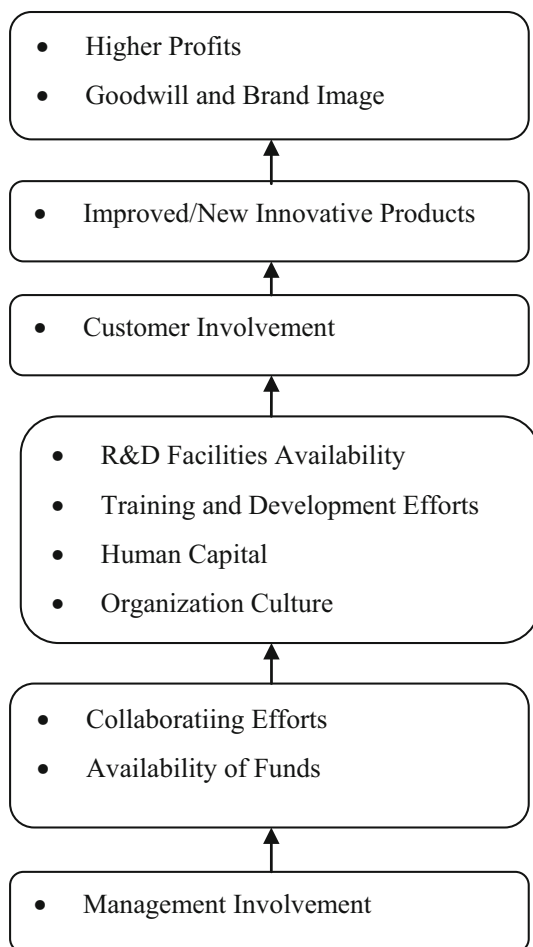 • Higher Profits
• Goodwill and Brand Image
• Improved/New Innovative Products
• Customer Involvement
• R&D Facilities Availability
• Training and Development Efforts
• Human Capital
• Organization Culture
• Collaboratiing Efforts
• Availability of Funds
• Management Involvement